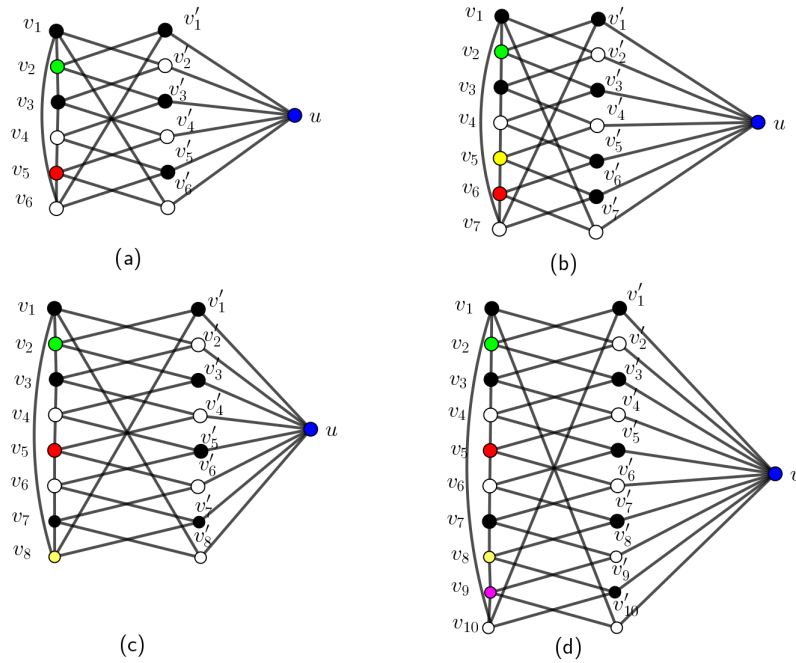 v₁ v′₁
v₂ v′₂
v₃ v′₃
u
v₄ v′₄
v₅ v′₅
v₆ v′₆
(a)
v₁ v′₁
v₂ v′₂
v₃ v′₃
v₄ v′₄
u
v₅ v′₅
v₆ v′₆
v₇ v′₇
(b)
v₁ v′₁
v₂ v′₂
v₃ v′₃
v₄ v′₄
u
v₅ v′₅
v₆ v′₆
v₇ v′₇
v₈ v′₈
(c)
v₁ v′₁
v₂ v′₂
v₃ v′₃
v₄ v′₄
v₅ v′₅
v₆ v′₆
v₇ v′₇
v₈ v′₈
v₉ v′₉
v₁₀ v′₁₀
(d)